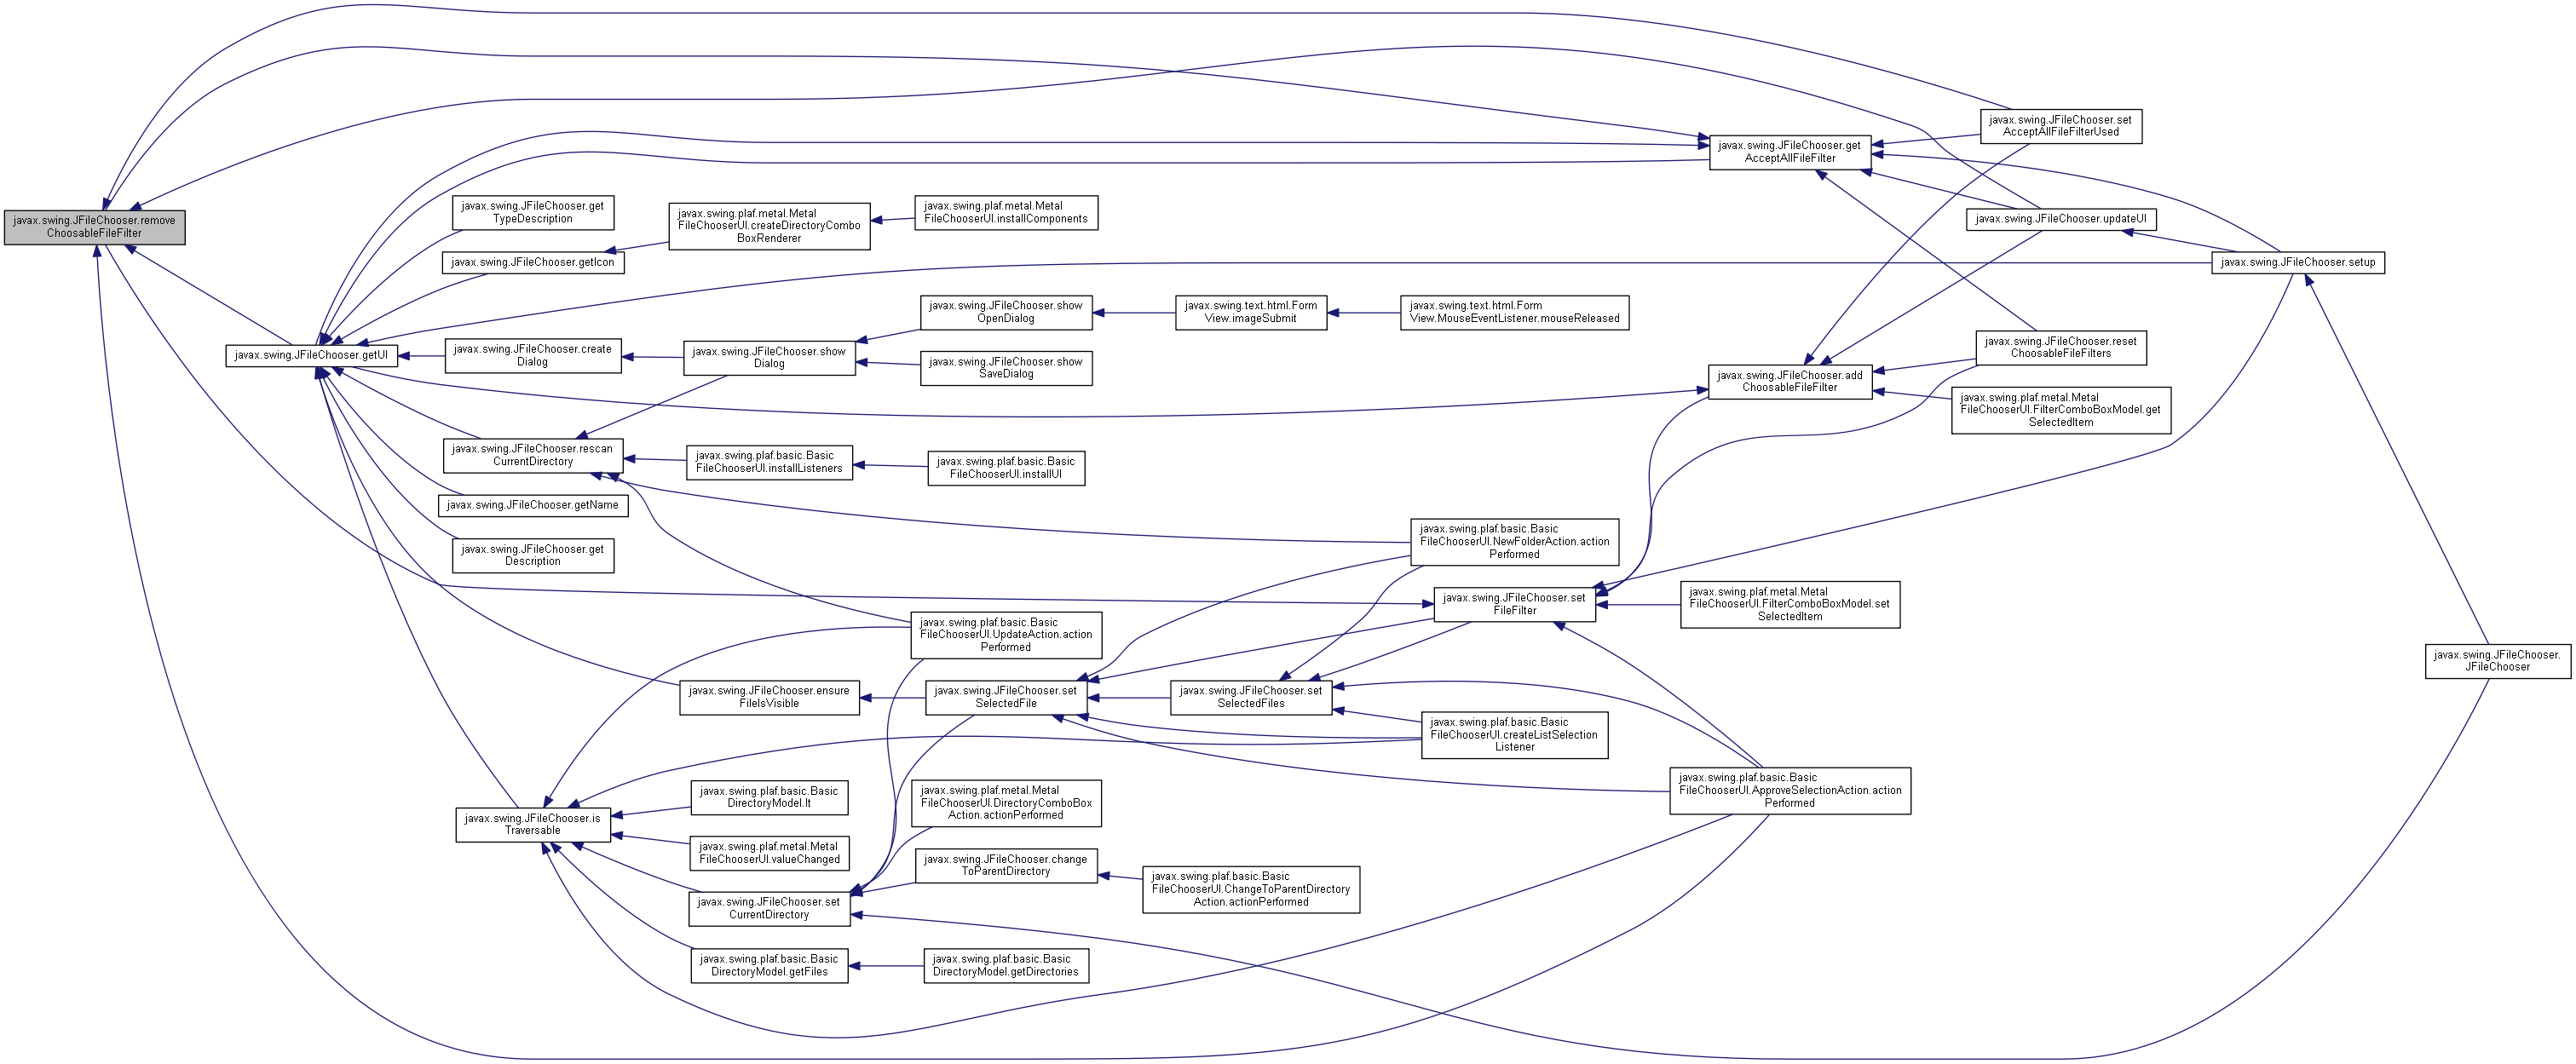 javax.swing.JFileChooser.remove
ChoosableFileFilter
javax.swing.JFileChooser.getUI
javax.swing.JFileChooser.get
TypeDescription
javax.swing.JFileChooser.getIcon
javax.swing.JFileChooser.create
Dialog
javax.swing.JFileChooser.rescan
CurrentDirectory
javax.swing.JFileChooser.getName
javax.swing.JFileChooser.get
Description
javax.swing.JFileChooser.is
Traversable
javax.swing.plaf.metal.Metal
FileChooserUI.createDirectoryCombo
BoxRenderer
javax.swing.JFileChooser.show
Dialog
javax.swing.plaf.basic.Basic
FileChooserUI.installListeners
javax.swing.JFileChooser.ensure
FileIsVisible
javax.swing.plaf.basic.Basic
DirectoryModel.lt
javax.swing.plaf.metal.Metal
FileChooserUI.valueChanged
javax.swing.JFileChooser.set
CurrentDirectory
javax.swing.plaf.basic.Basic
DirectoryModel.getFiles
javax.swing.plaf.metal.Metal
FileChooserUI.installComponents
javax.swing.JFileChooser.show
OpenDialog
javax.swing.JFileChooser.show
SaveDialog
javax.swing.plaf.basic.Basic
FileChooserUI.installUI
javax.swing.plaf.basic.Basic
FileChooserUI.UpdateAction.action
Performed
javax.swing.JFileChooser.set
SelectedFile
javax.swing.plaf.metal.Metal
FileChooserUI.DirectoryComboBox
Action.actionPerformed
javax.swing.JFileChooser.change
ToParentDirectory
javax.swing.plaf.basic.Basic
DirectoryModel.getDirectories
javax.swing.text.html.Form
View.imageSubmit
javax.swing.JFileChooser.set
SelectedFiles
javax.swing.plaf.basic.Basic
FileChooserUI.ChangeToParentDirectory
Action.actionPerformed
javax.swing.text.html.Form
View.MouseEventListener.mouseReleased
javax.swing.plaf.basic.Basic
FileChooserUI.NewFolderAction.action
Performed
javax.swing.JFileChooser.set
FileFilter
javax.swing.plaf.basic.Basic
FileChooserUI.createListSelection
Listener
javax.swing.JFileChooser.get
AcceptAllFileFilter
javax.swing.JFileChooser.add
ChoosableFileFilter
javax.swing.plaf.metal.Metal
FileChooserUI.FilterComboBoxModel.set
SelectedItem
javax.swing.plaf.basic.Basic
FileChooserUI.ApproveSelectionAction.action
Performed
javax.swing.JFileChooser.set
AcceptAllFileFilterUsed
javax.swing.JFileChooser.updateUI
javax.swing.JFileChooser.reset
ChoosableFileFilters
javax.swing.plaf.metal.Metal
FileChooserUI.FilterComboBoxModel.get
SelectedItem
javax.swing.JFileChooser.setup
javax.swing.JFileChooser.
JFileChooser